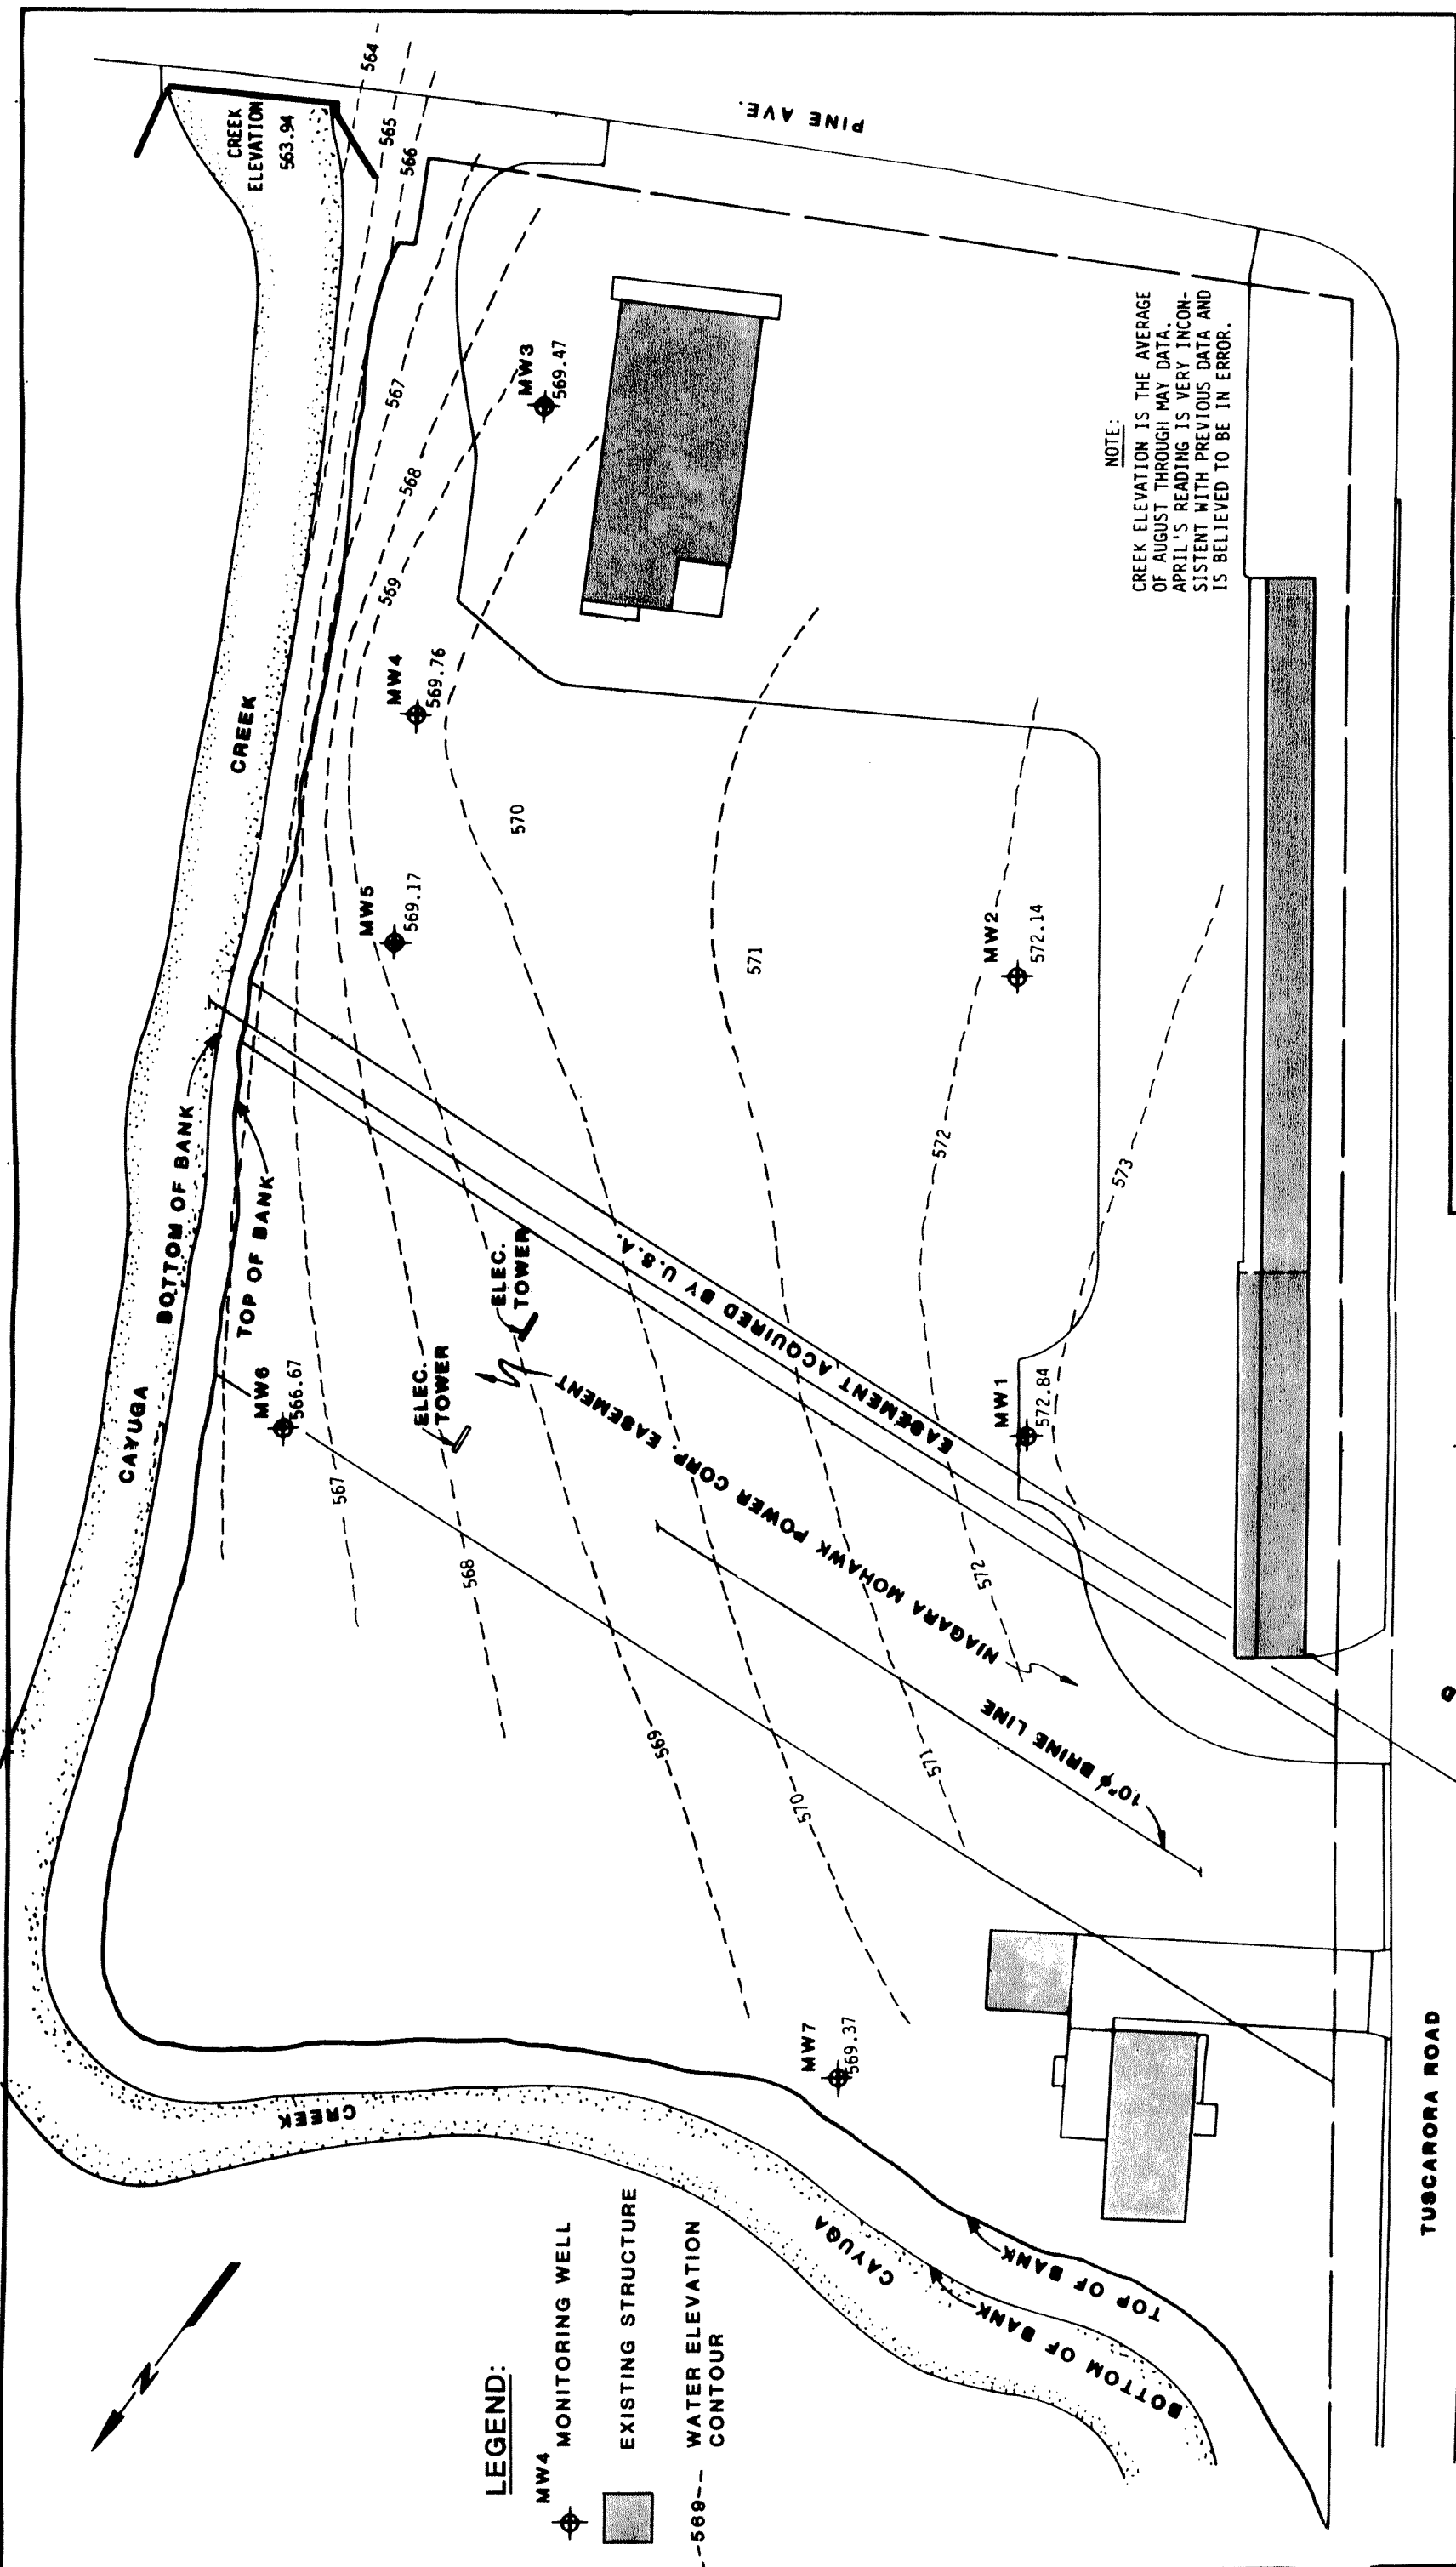 564
565
566
CREEK
ELEVATION
563.94
PINE AVE.
567
568
569
MW3
569.47
NOTE:
CREEK ELEVATION IS THE AVERAGE
OF AUGUST THROUGH MAY DATA.
APRIL'S READING IS VERY INCON-
SISTENT WITH PREVIOUS DATA AND
IS BELIEVED TO BE IN ERROR.
MW4
569.76
CREEK
570
MW5
569.17
571
MW2
572.14
572
573
BOTTOM OF BANK
TOP OF BANK
CAYUGA
MW6
566.67
567
ELEC.
TOWER
ELEC.
TOWER
EASEMENT ACQUIRED BY U.S.A.
NIAGARA MOHAWK POWER CORP. EASEMENT
MW1
572.84
568
572
569
570
571
10"φ BRINE LINE
MW7
569.37
CREEK
CAYUGA
TOP OF BANK
BOTTOM OF BANK
TUSCARORA ROAD
N
LEGEND:
MW4
MONITORING WELL
EXISTING STRUCTURE
--569-- WATER ELEVATION
CONTOUR